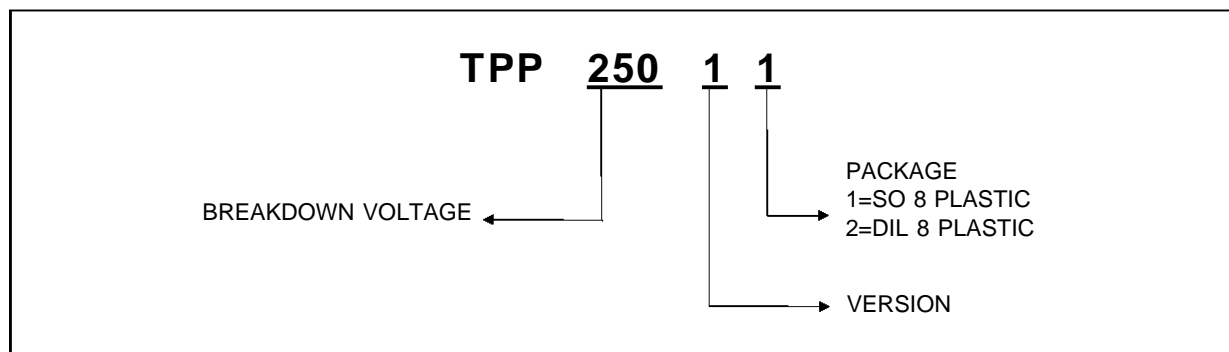 TPP 250 1 1
PACKAGE
1=SO 8 PLASTIC
2=DIL 8 PLASTIC
BREAKDOWN VOLTAGE
VERSION